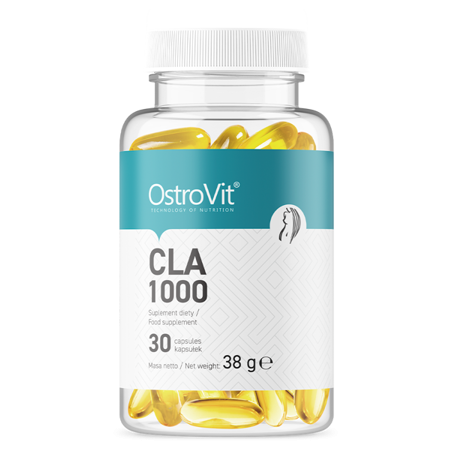 OstroVit®
TECHNOLOGY OF NUTRITION
CLA
1000
Suplement diety /
Food supplement
30 capsules
kapsułek
Masa netto / Net weight: 38 g ℮